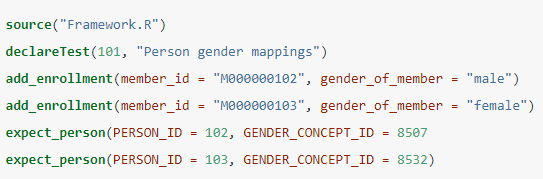 source("Framework.R")
declareTest(101, "Person gender mappings")
add_enrollment(member_id = "M000000102", gender_of_member = "male")
add_enrollment(member_id = "M000000103", gender_of_member = "female")
expect_person(PERSON_ID = 102, GENDER_CONCEPT_ID = 8507
expect_person(PERSON_ID = 103, GENDER_CONCEPT_ID = 8532)